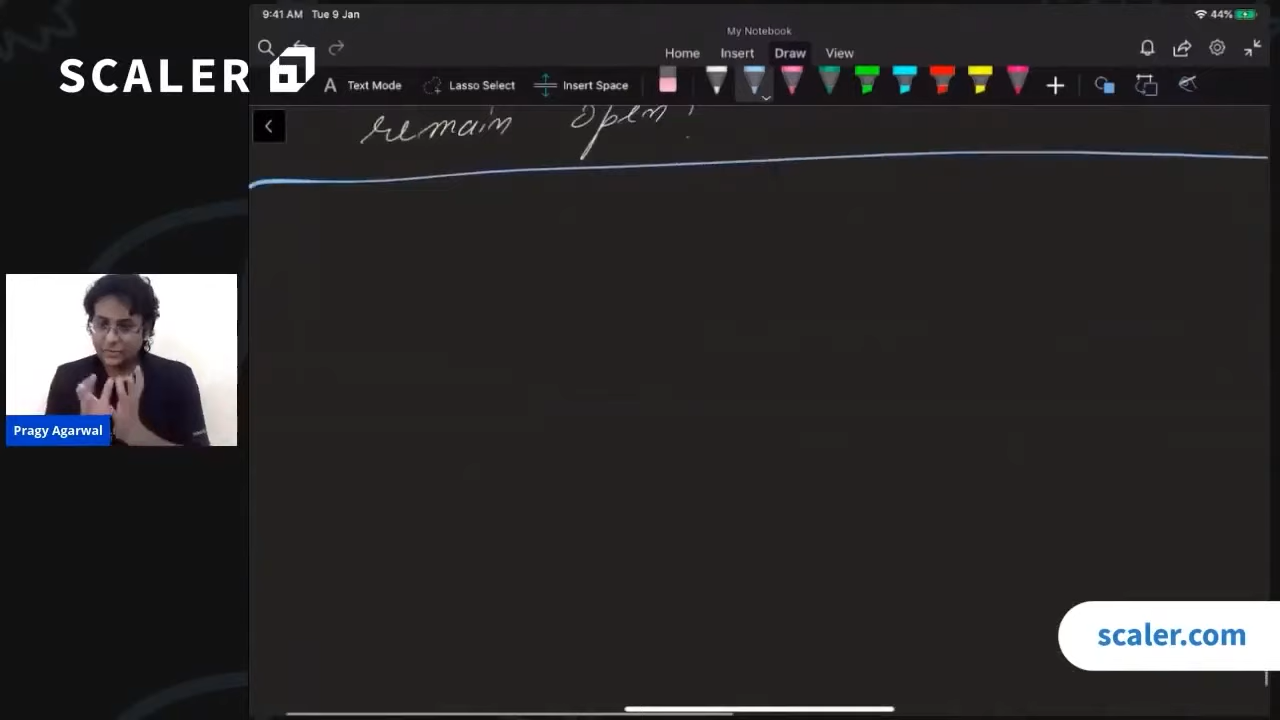 9:41 AM Tue 9 Jan
44%
My Notebook
SCALER
Home Insert Draw View
A Text Mode Lasso Select Insert Space
remain open!
Pragy Agarwal
scaler.com